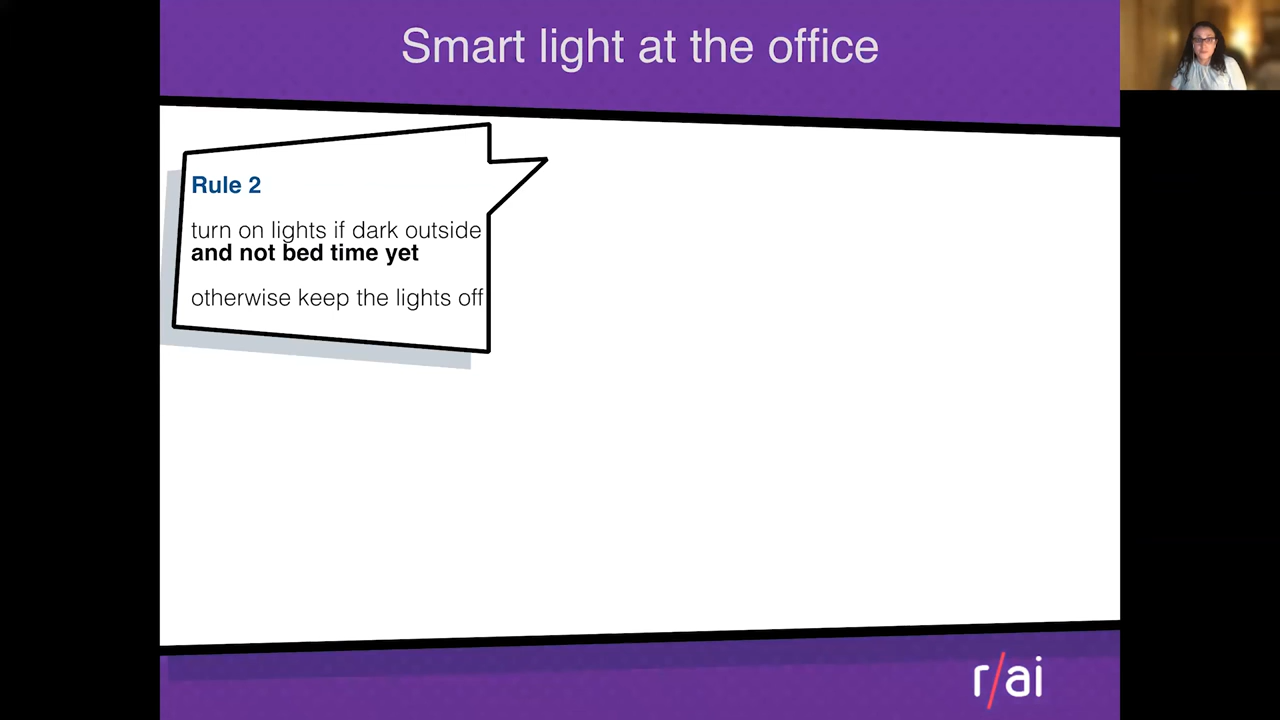 Smart light at the office
Rule 2
turn on lights if dark outside
and not bed time yet
otherwise keep the lights off
r/ai